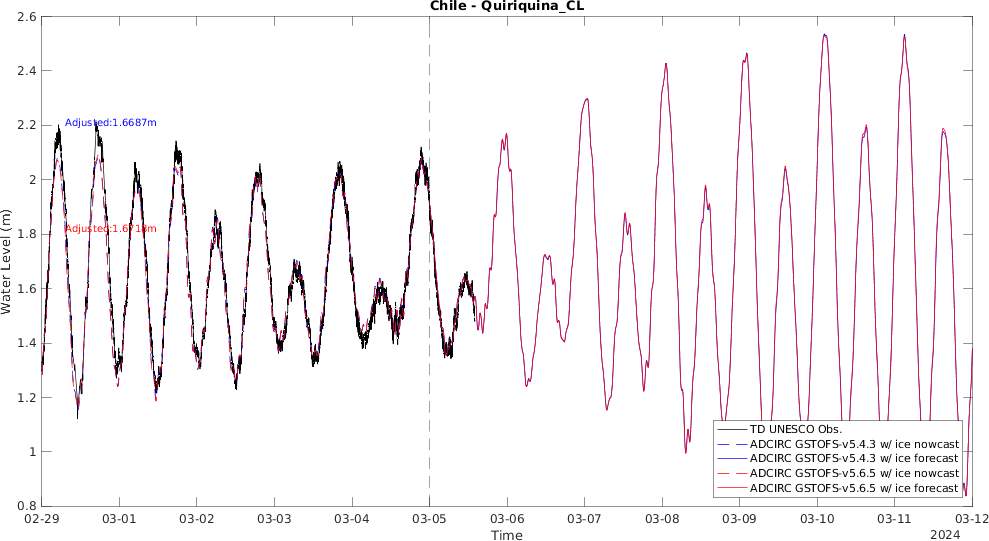 Chile - Quiriquina_CL
2.6
2.4
2.2
2
1.8
1.6
1.4
1.2
1
0.8
Water Level (m)
Adjusted:1.6687m
Adjusted:1.6718m
TD UNESCO Obs.
ADCIRC GSTOFS-v5.4.3 w/ ice nowcast
ADCIRC GSTOFS-v5.4.3 w/ ice forecast
ADCIRC GSTOFS-v5.6.5 w/ ice nowcast
ADCIRC GSTOFS-v5.6.5 w/ ice forecast
02-29 03-01 03-02 03-03 03-04 03-05 03-06 03-07 03-08 03-09 03-10 03-11 03-12
Time
2024